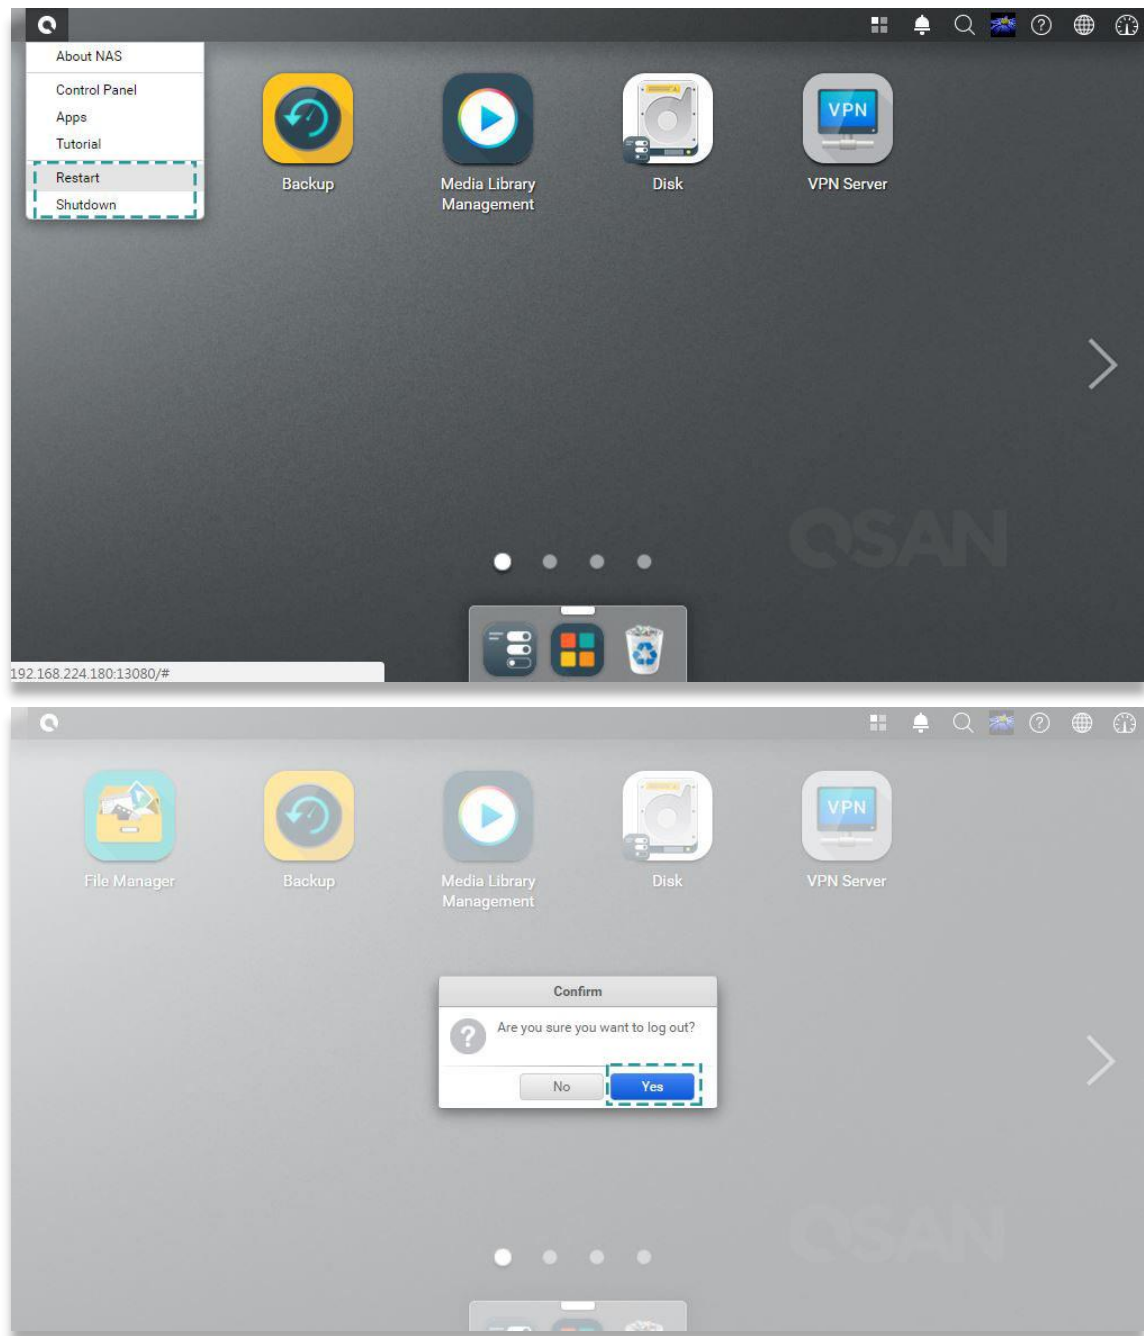 About NAS
Control Panel
Apps
Tutorial
Restart
Shutdown
Backup
Media Library
Management
Disk
VPN
VPN Server
QSAN
192.168.224.180:13080/#
File Manager
Backup
Media Library
Management
Disk
VPN
VPN Server
Confirm
Are you sure you want to log out?
No
Yes
QSAN